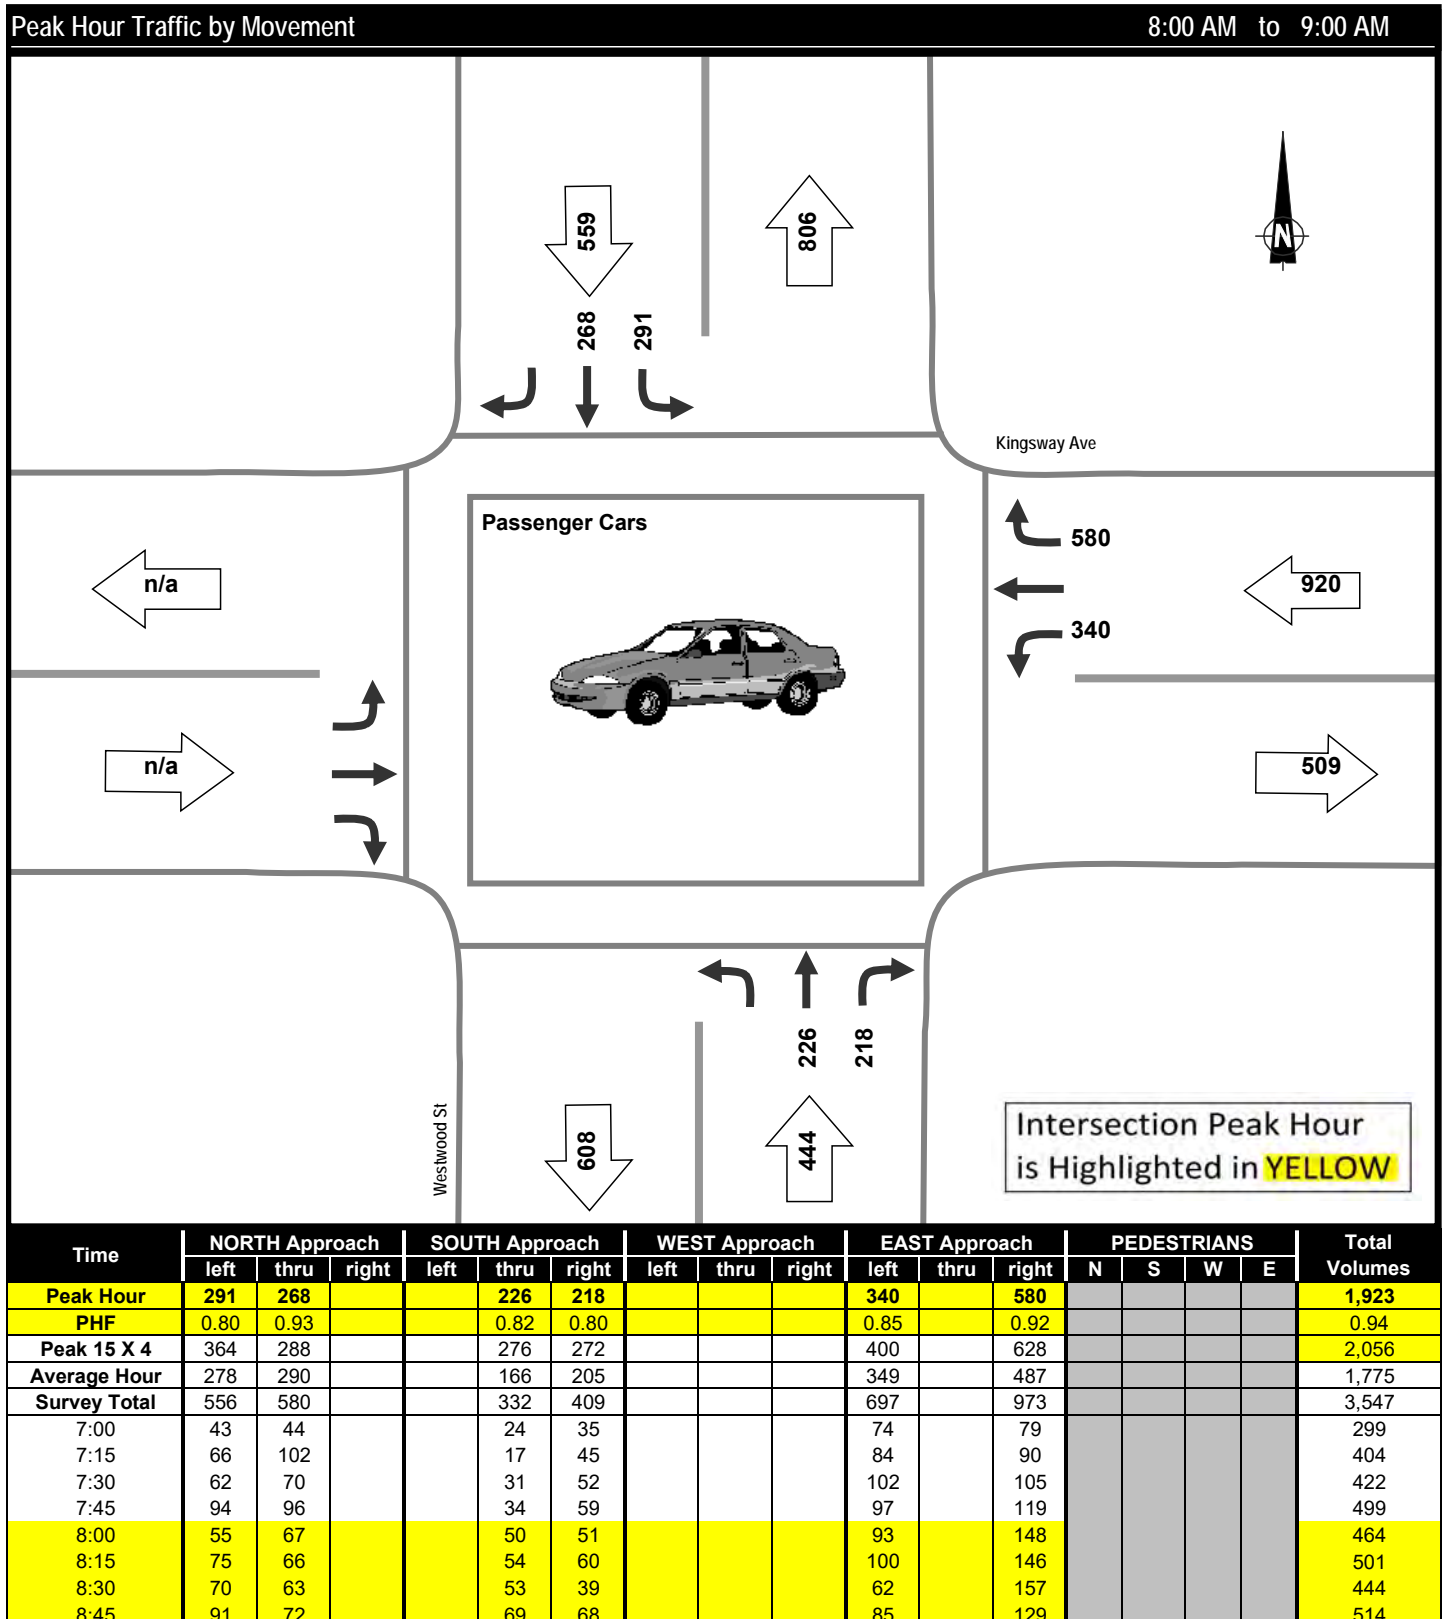 Peak Hour Traffic by Movement 8:00 AM to 9:00 AM
559
806
268 291
N
Kingsway Ave
Passenger Cars
580
n/a
920
340
n/a
509
226 218
Westwood St
608
444
Intersection Peak Hour
is Highlighted in YELLOW
Time NORTH Approach SOUTH Approach WEST Approach EAST Approach PEDESTRIANS Total
left thru right left thru right left thru right left thru right N S W E Volumes
Peak Hour 291 268 226 218 340 580 1,923
PHF 0.80 0.93 0.82 0.80 0.85 0.92 0.94
Peak 15 X 4 364 288 276 272 400 628 2,056
Average Hour 278 290 166 205 349 487 1,775
Survey Total 556 580 332 409 697 973 3,547
7:00 43 44 24 35 74 79 299
7:15 66 102 17 45 84 90 404
7:30 62 70 31 52 102 105 422
7:45 94 96 34 59 97 119 499
8:00 55 67 50 51 93 148 464
8:15 75 66 54 60 100 146 501
8:30 70 63 53 39 62 157 444
8:45 91 72 69 68 85 129 514